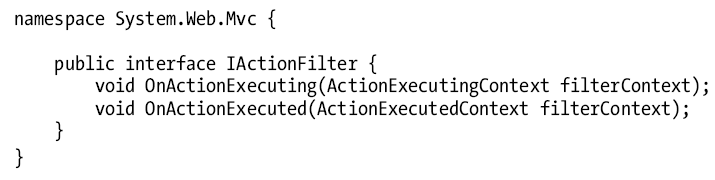 namespace System.Web.Mvc {
    public interface IActionFilter {
        void OnActionExecuting(ActionExecutingContext filterContext);
        void OnActionExecuted(ActionExecutedContext filterContext);
    }
}